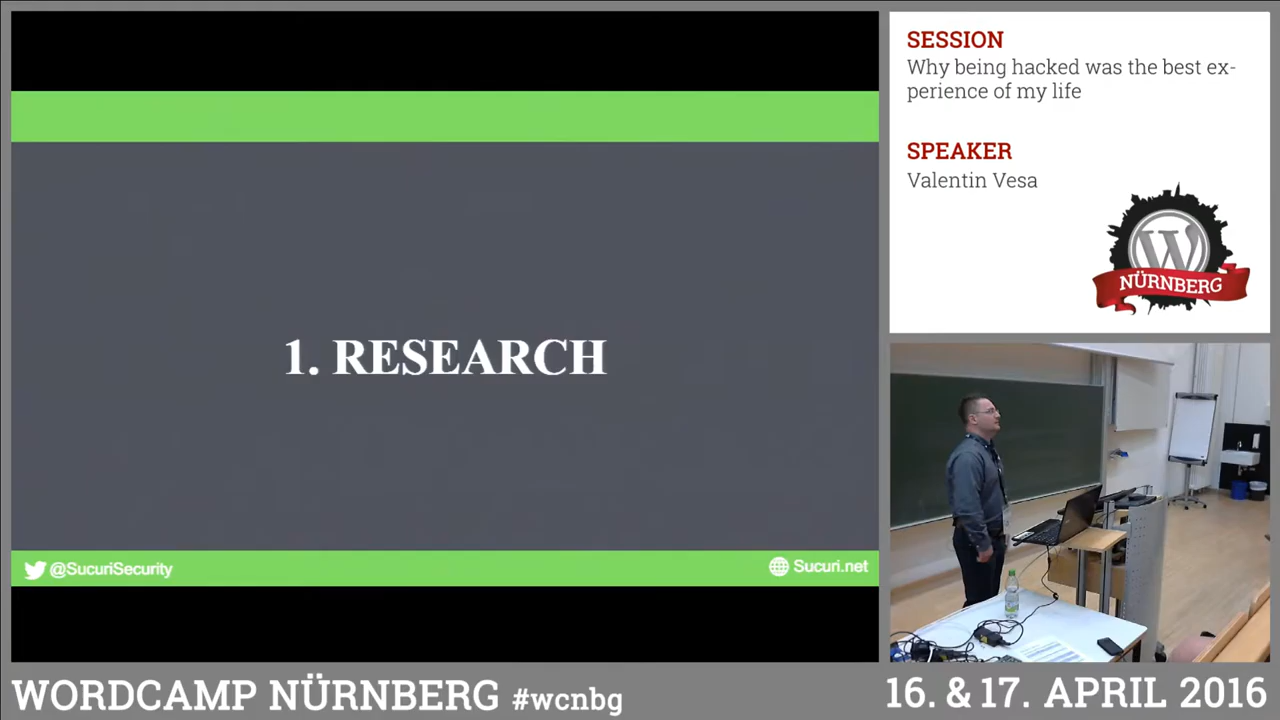 1. RESEARCH
@SucuriSecurity
Sucuri.net
SESSION
Why being hacked was the best ex-
perience of my life
SPEAKER
Valentin Vesa
W
NÜRNBERG
WORDCAMP NÜRNBERG #wcnbg
16. & 17. APRIL 2016